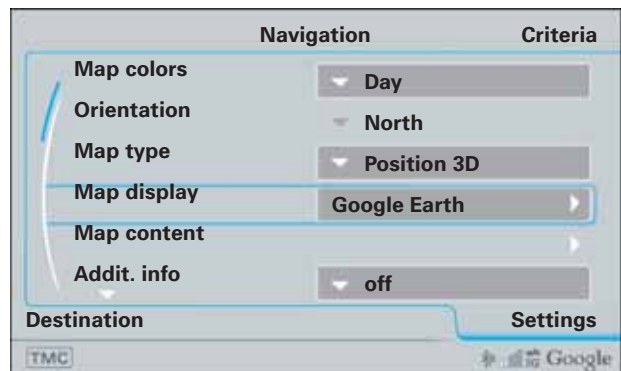 Navigation Criteria
Map colors Day
Orientation North
Map type Position 3D
Map display Google Earth
Map content
Addit. info off
Destination Settings
TMC Google